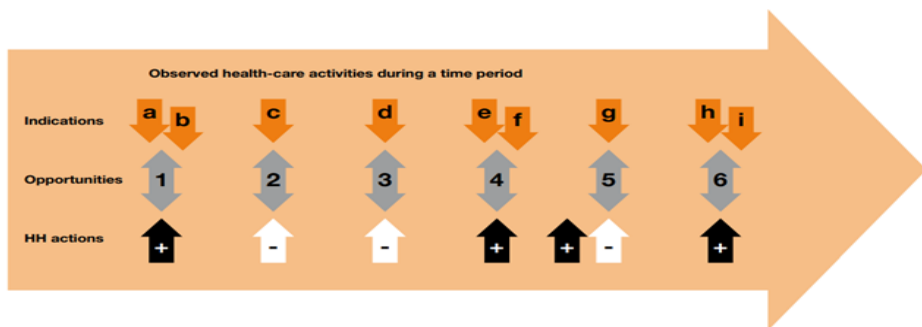 Observed health-care activities during a time period
Indications a b c d e f g h i
Opportunities 1 2 3 4 5 6
HH actions + - - + + - +